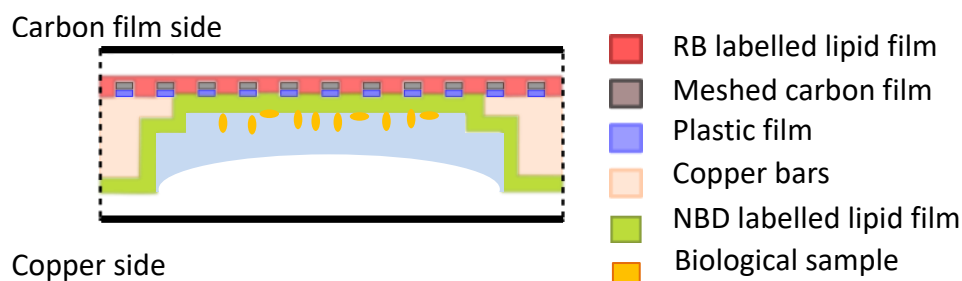 Carbon film side
RB labelled lipid film
Meshed carbon film
Plastic film
Copper bars
NBD labelled lipid film
Biological sample
Copper side